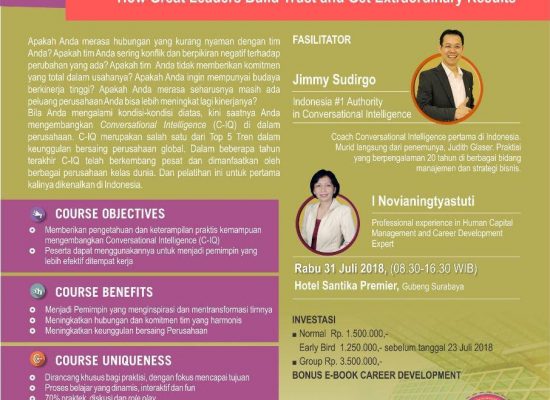 How Great Leaders Build Trust and Get Extraordinary Results
Apakah Anda merasa hubungan yang kurang nyaman dengan tim
Anda? Apakah tim Anda sering konflik dan berpikiran negatif terhadap
perubahan yang ada? Apakah tim Anda tidak memberikan komitmen
yang total dalam usahanya? Apakah Anda ingin mempunyai budaya
berkinerja tinggi? Apakah Anda merasa seharusnya masih ada
peluang perusahaan Anda bisa lebih meningkat lagi kinerjanya?
Bila Anda mengalami kondisi-kondisi diatas, kini saatnya Anda
mengembangkan Conversational Intelligence (C-IQ) di dalam
perusahaan. C-IQ merupakan salah satu dari Top 5 Tren dalam
keunggulan bersaing perusahaan global. Dalam beberapa tahun
terakhir C-IQ telah berkembang pesat dan dimanfaatkan oleh
berbagai perusahaan kelas dunia. Dan pelatihan ini untuk pertama
kalinya dikenalkan di Indonesia.
COURSE OBJECTIVES
Memberikan pengetahuan dan keterampilan praktis kemampuan
mengembangkan Conversational Intelligence (C-IQ)
Peserta dapat menggunakannya untuk menjadi pemimpin yang
lebih efektif ditempat kerja
COURSE BENEFITS
Menjadi Pemimpin yang menginspirasi dan mentransformasi timnya
Meningkatkan hubungan dan komitmen tim yang harmonis
Meningkatkan keunggulan bersaing Perusahaan
COURSE UNIQUENESS
Dirancang khusus bagi praktisi, dengan fokus mencapai tujuan
Proses belajar yang dinamis, interactif dan fun
70% praktek, diskusi dan role play
FASILITATOR
Jimmy Sudirgo
Indonesia #1 Authority
in Conversational Intelligence
Coach Conversational Intelligence pertama di Indonesia.
Murid langsung dari penemunya, Judith Glaser. Praktisi
yang berpengalaman 20 tahun di berbagai bidang
manajemen dan strategi bisnis.
I Novianingtyastuti
Professional experience in Human Capital
Management and Career Development
Expert
Rabu 31 Juli 2018, (08.30-16.30 WIB)
Hotel Santika Premier, Gubeng Surabaya
INVESTASI
Normal Rp. 1.500.000,-
Early Bird 1.250.000,- sebelum tanggal 23 Juli 2018
Group Rp. 3.500.000,-
BONUS E-BOOK CAREER DEVELOPMENT